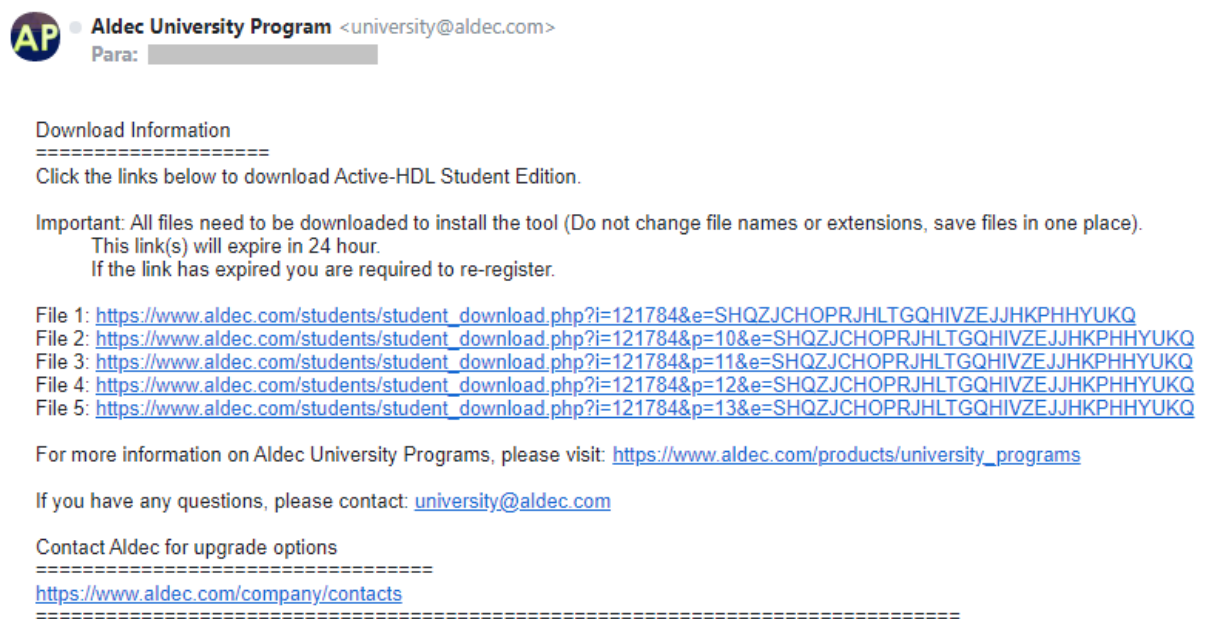 AP
Aldec University Program <university@aldec.com>
Para:
Download Information
====================
Click the links below to download Active-HDL Student Edition.
Important: All files need to be downloaded to install the tool (Do not change file names or extensions, save files in one place).
This link(s) will expire in 24 hour.
If the link has expired you are required to re-register.
File 1: https://www.aldec.com/students/student_download.php?i=121784&e=SHQZJCHOPRJHLTGQHIVZEJJHKPHHYUKQ
File 2: https://www.aldec.com/students/student_download.php?i=121784&p=10&e=SHQZJCHOPRJHLTGQHIVZEJJHKPHHYUKQ
File 3: https://www.aldec.com/students/student_download.php?i=121784&p=11&e=SHQZJCHOPRJHLTGQHIVZEJJHKPHHYUKQ
File 4: https://www.aldec.com/students/student_download.php?i=121784&p=12&e=SHQZJCHOPRJHLTGQHIVZEJJHKPHHYUKQ
File 5: https://www.aldec.com/students/student_download.php?i=121784&p=13&e=SHQZJCHOPRJHLTGQHIVZEJJHKPHHYUKQ
For more information on Aldec University Programs, please visit: https://www.aldec.com/products/university_programs
If you have any questions, please contact: university@aldec.com
Contact Aldec for upgrade options
==================================
https://www.aldec.com/company/contacts
===============================================================================